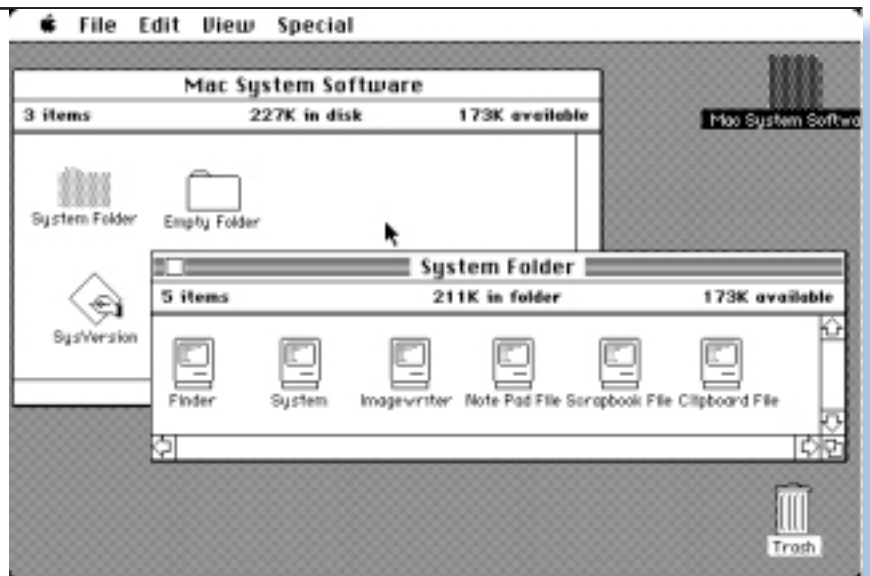 File Edit View Special
Mac System Software
3 items 227K in disk 173K available
Mac System Softwa
System Folder Empty Folder
System Folder
5 items 211K in folder 173K available
SysVersion
Finder System Imagewriter Note Pad File Scrapbook File Clipboard File
Trash